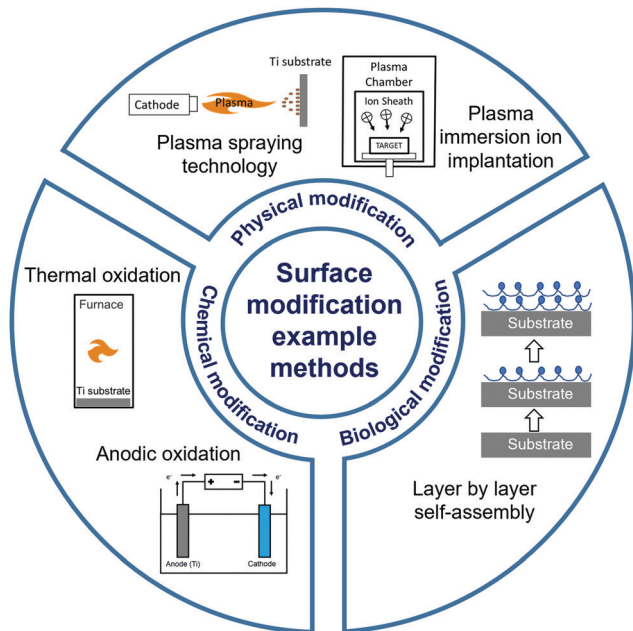 Ti substrate
Cathode
Plasma
Plasma spraying
technology
Plasma
Chamber
Ion Sheath
TARGET
Plasma
immersion ion
implantation
Physical modification
Chemical modification
Biological modification
Surface
modification
example
methods
Thermal oxidation
Furnace
Ti substrate
Anodic oxidation
e-
+ -
e-
Anode (Ti)
Cathode
Substrate
Substrate
Substrate
Layer by layer
self-assembly